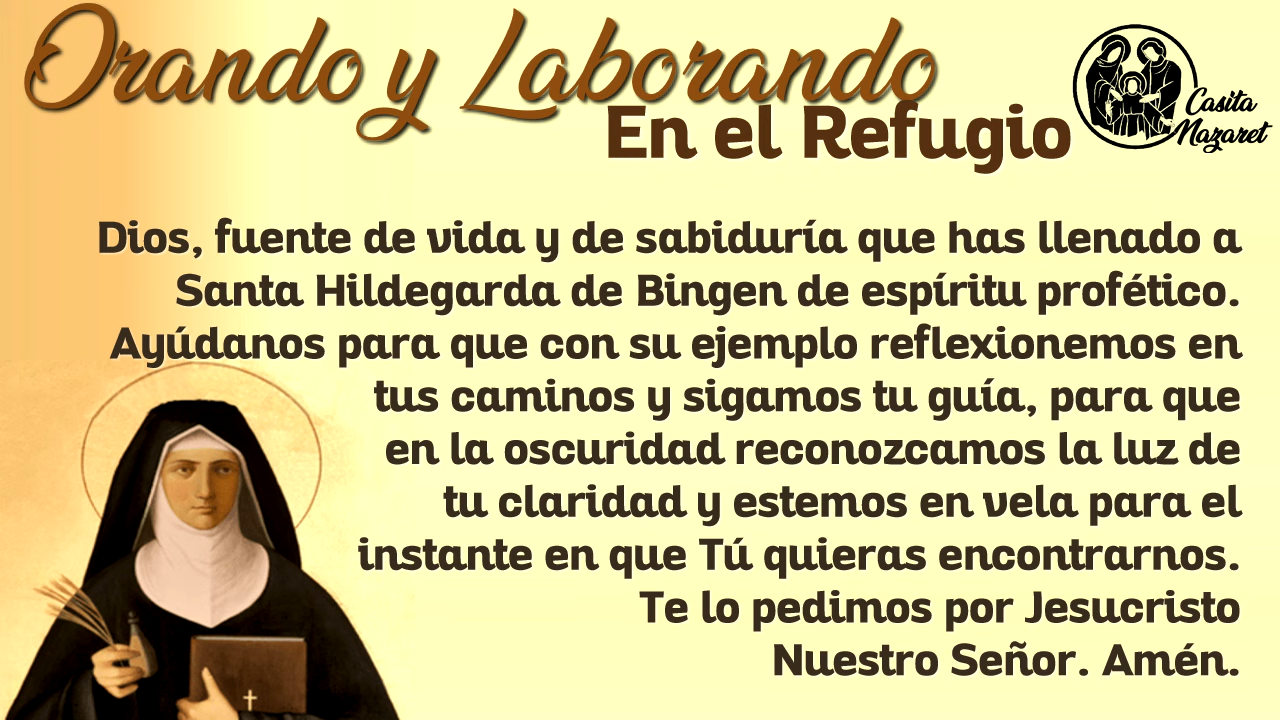 Orando y Laborando
En el Refugio
Casita
Nazaret
Dios, fuente de vida y de sabiduría que has llenado a
Santa Hildegarda de Bingen de espíritu profético.
Ayúdanos para que con su ejemplo reflexionemos en
tus caminos y sigamos tu guía, para que
en la oscuridad reconozcamos la luz de
tu claridad y estemos en vela para el
instante en que Tú quieras encontrarnos.
Te lo pedimos por Jesucristo
Nuestro Señor. Amén.